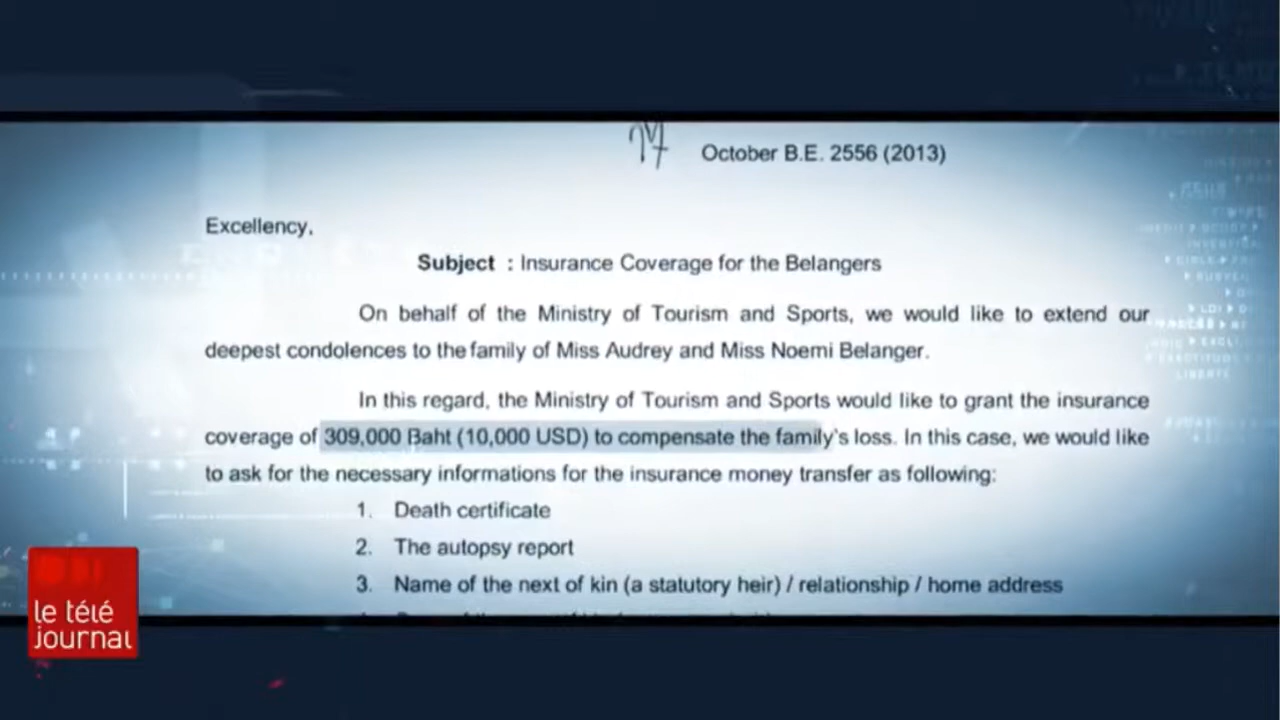 October B.E. 2556 (2013)
Excellency,
Subject : Insurance Coverage for the Belangers
On behalf of the Ministry of Tourism and Sports, we would like to extend our
deepest condolences to the family of Miss Audrey and Miss Noemi Belanger.
In this regard, the Ministry of Tourism and Sports would like to grant the insurance
coverage of 309,000 Baht (10,000 USD) to compensate the family's loss. In this case, we would like
to ask for the necessary informations for the insurance money transfer as following:
1. Death certificate
2. The autopsy report
3. Name of the next of kin (a statutory heir) / relationship / home address
le télé
journal